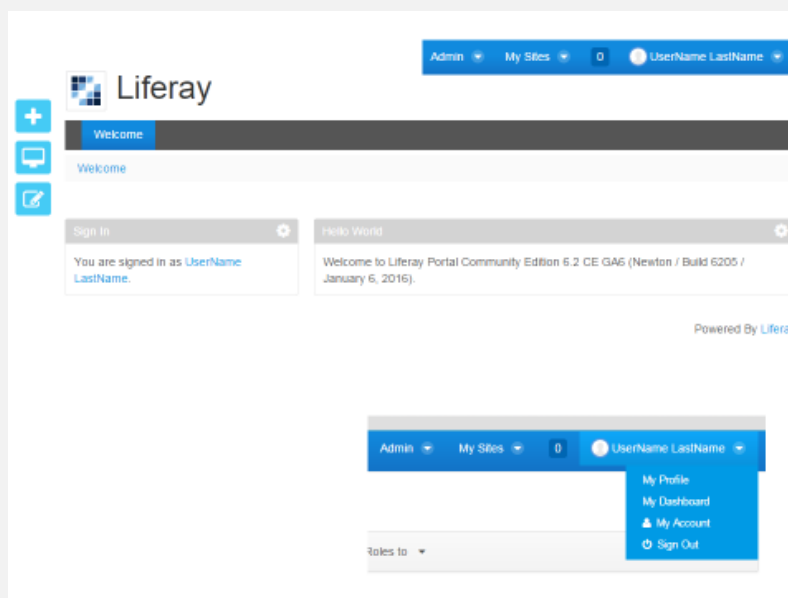 Admin My Sites 0 UserName LastName
Liferay
Welcome
Welcome
Sign In
You are signed in as UserName
LastName.
Hello World
Welcome to Liferay Portal Community Edition 6.2 CE GA6 (Newton / Build 6205 /
January 6, 2016).
Powered By Lifera
Admin My Sites 0 UserName LastName
My Profile
My Dashboard
My Account
Sign Out
Roles to